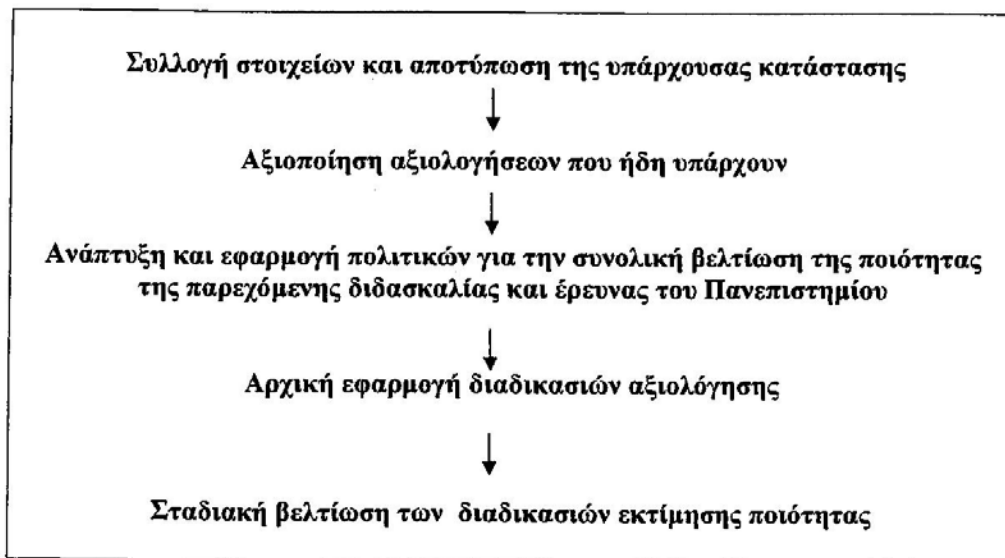 Συλλογή στοιχείων και αποτύπωση της υπάρχουσας κατάστασης
Αξιοποίηση αξιολογήσεων που ήδη υπάρχουν
Ανάπτυξη και εφαρμογή πολιτικών για την συνολική βελτίωση της ποιότητας
της παρεχόμενης διδασκαλίας και έρευνας του Πανεπιστημίου
Αρχική εφαρμογή διαδικασιών αξιολόγησης
Σταδιακή βελτίωση των διαδικασιών εκτίμησης ποιότητας